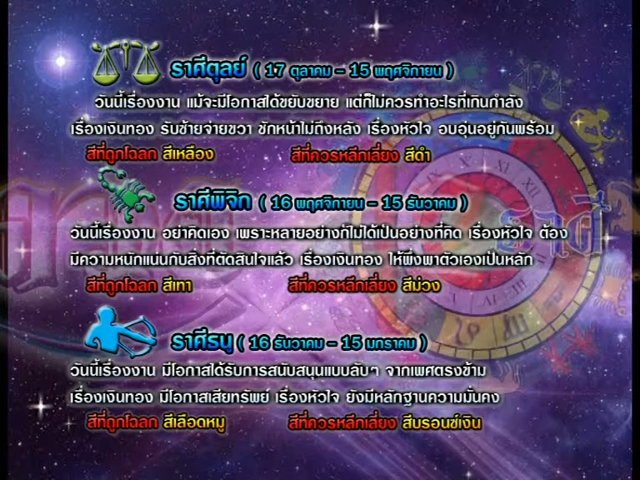 ราศีตุลย์ ( 17 ตุลาคม – 15 พฤศจิกายน )
วันนี้เรื่องงาน แม้จะมีโอกาสได้ขยับขยาย แต่ก็ไม่ควรทำอะไรที่เกินกำลัง
เรื่องเงินทอง รับซ้ายจ่ายขวา ชักหน้าไม่ถึงหลัง เรื่องหัวใจ อบอุ่นอยู่กันพร้อม
สีที่ถูกโฉลก สีเหลือง สีที่ควรหลีกเลี่ยง สีดำ
ราศีพิจิก ( 16 พฤศจิกายน – 15 ธันวาคม )
วันนี้เรื่องงาน อย่าคิดเอง เพราะหลายอย่างก็ไม่ได้เป็นอย่างที่คิด เรื่องหัวใจ ต้อง
มีความหนักแนนกับสิ่งที่ตัดสินใจแล้ว เรื่องเงินทอง ให้พึ่งพาตัวเองเป็นหลัก
สีที่ถูกโฉลก สีเทา สีที่ควรหลีกเลี่ยง สีม่วง
ราศีธนู ( 16 ธันวาคม – 15 มกราคม )
วันนี้เรื่องงาน มีโอกาสได้รับการสนับสนุนแบบลับๆ จากเพศตรงข้าม
เรื่องเงินทอง มีโอกาสเสียทรัพย์ เรื่องหัวใจ ยังมีหลักฐานความมั่นคง
สีที่ถูกโฉลก สีเลือดหมู สีที่ควรหลีกเลี่ยง สีบรอนซ์เงิน